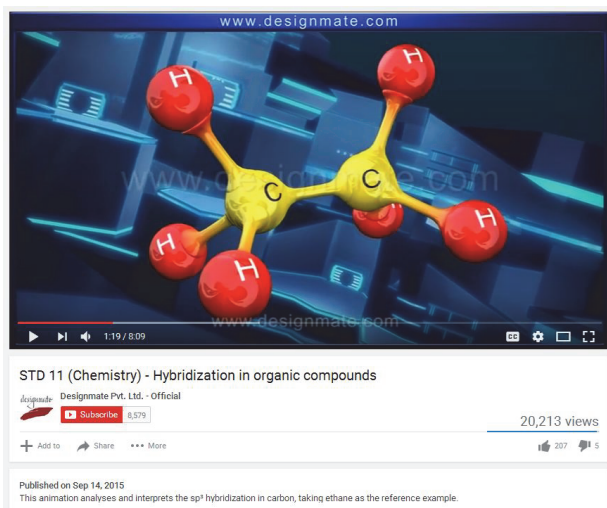 www.designmate.com
H
H
www.designmate.com
C
C
H
H
H
H
www.designmate.com
1:19 / 8:09
CC
STD 11 (Chemistry) - Hybridization in organic compounds
designmate
Designmate Pvt. Ltd. - Official
Subscribe 8,579
20,213 views
Add to Share More
207 5
Published on Sep 14, 2015
This animation analyses and interprets the sp³ hybridization in carbon, taking ethane as the reference example.